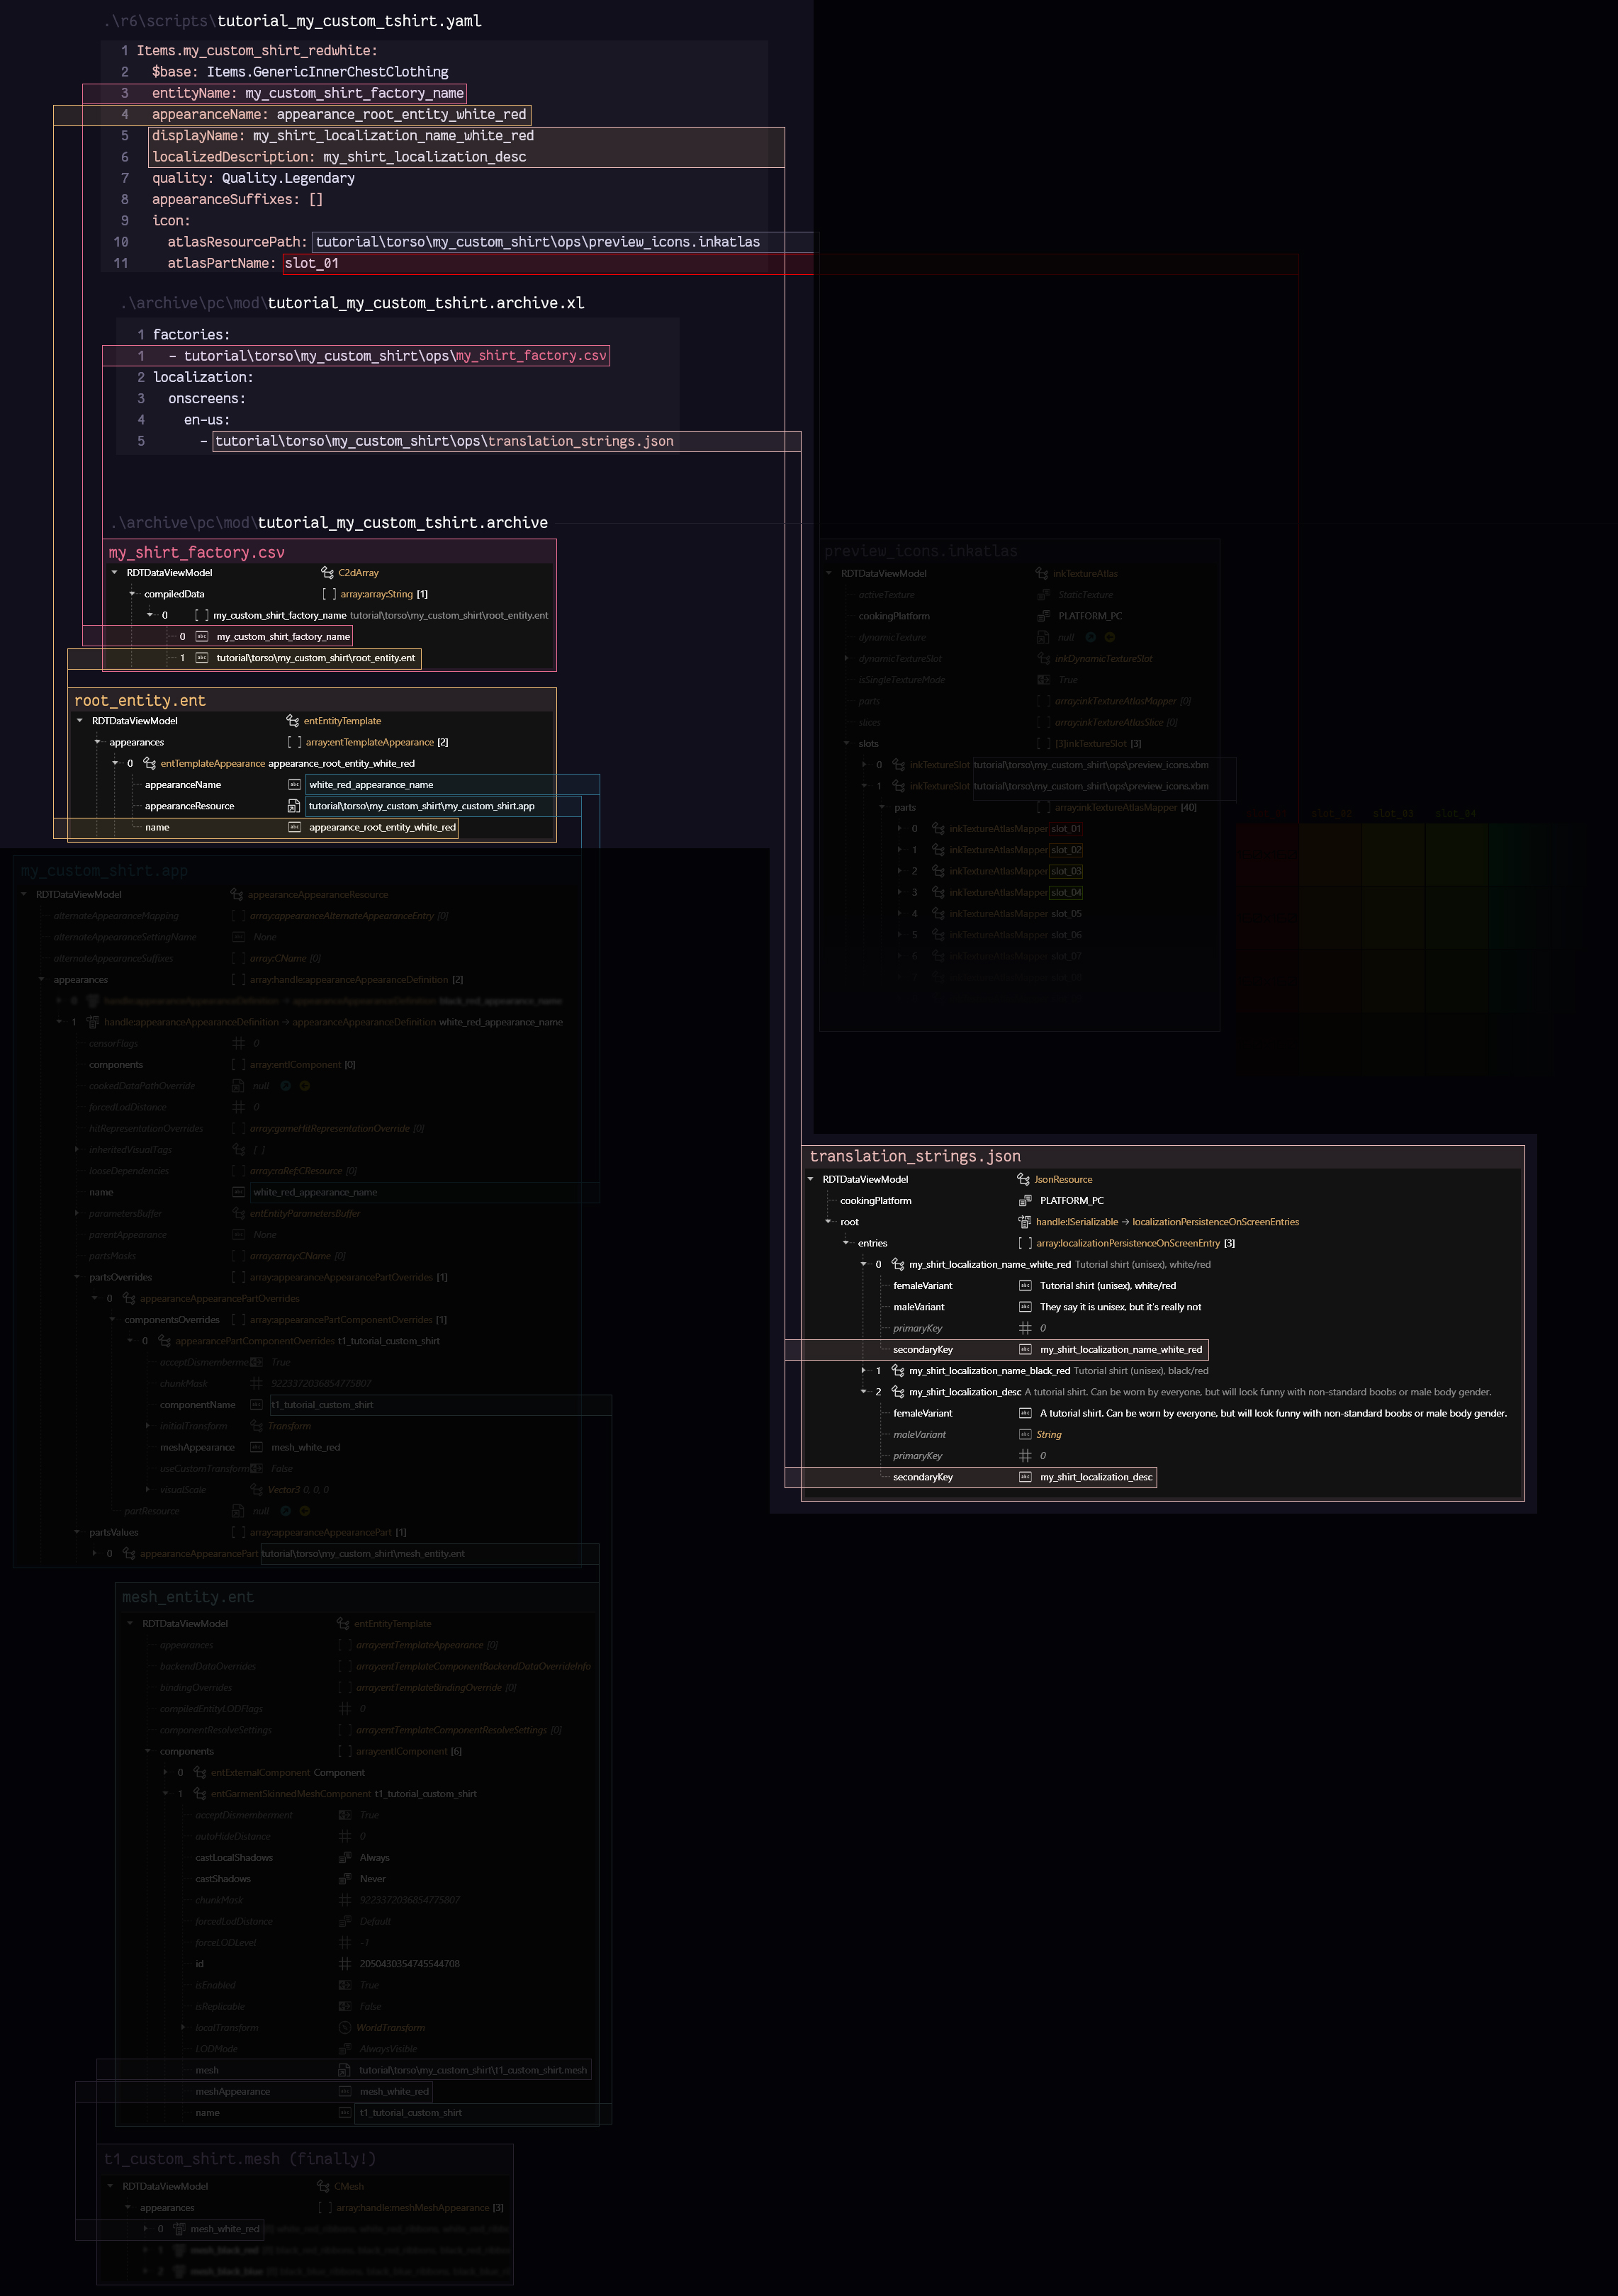 .\r6\scripts\tutorial_my_custom_tshirt.yaml
1 Items.my_custom_shirt_redwhite:
2 $base: Items.GenericInnerChestClothing
3 entityName: my_custom_shirt_factory_name
4 appearanceName: appearance_root_entity_white_red
5 displayName: my_shirt_localization_name_white_red
6 localizedDescription: my_shirt_localization_desc
7 quality: Quality.Legendary
8 appearanceSuffixes: []
9 icon:
10 atlasResourcePath: tutorial\torso\my_custom_shirt\ops\preview_icons.inkatlas
11 atlasPartName: slot_01
.\archive\pc\mod\tutorial_my_custom_tshirt.archive.xl
1 factories:
1 - tutorial\torso\my_custom_shirt\ops\my_shirt_factory.csv
2 localization:
3 onscreens:
4 en-us:
5 - tutorial\torso\my_custom_shirt\ops\translation_strings.json
.\archive\pc\mod\tutorial_my_custom_tshirt.archive
my_shirt_factory.csv
RDTDataViewModel C2dArray
compiledData [ ] array:array:String [1]
0 [ ] my_custom_shirt_factory_name tutorial\torso\my_custom_shirt\root_entity.ent
0 abc my_custom_shirt_factory_name
1 abc tutorial\torso\my_custom_shirt\root_entity.ent
root_entity.ent
RDTDataViewModel entEntityTemplate
appearances [ ] array:entTemplateAppearance [2]
0 entTemplateAppearance appearance_root_entity_white_red
appearanceName abc white_red_appearance_name
appearanceResource tutorial\torso\my_custom_shirt\my_custom_shirt.app
name abc appearance_root_entity_white_red
my_custom_shirt.app
RDTDataViewModel appearanceAppearanceResource
alternateAppearanceMapping [ ] array:appearanceAlternateAppearanceEntry [0]
alternateAppearanceSettingName abc None
alternateAppearanceSuffixes [ ] array:CName [0]
appearances [ ] array:handle:appearanceAppearanceDefinition [2]
0 handle:appearanceAppearanceDefinition → appearanceAppearanceDefinition black_red_appearance_name
1 handle:appearanceAppearanceDefinition → appearanceAppearanceDefinition white_red_appearance_name
censorFlags 0
components [ ] array:entIComponent [0]
cookedDataPathOverride null
forcedLodDistance 0
hitRepresentationOverrides [ ] array:gameHitRepresentationOverride [0]
inheritedVisualTags [ ]
looseDependencies [ ] array:raRef:CResource [0]
name abc white_red_appearance_name
parametersBuffer entEntityParametersBuffer
parentAppearance abc None
partsMasks [ ] array:array:CName [0]
partsOverrides [ ] array:appearanceAppearancePartOverrides [1]
0 appearanceAppearancePartOverrides
componentsOverrides [ ] array:appearancePartComponentOverrides [1]
0 appearancePartComponentOverrides t1_tutorial_custom_shirt
acceptDismemberme True
chunkMask 9223372036854775807
componentName abc t1_tutorial_custom_shirt
initialTransform Transform
meshAppearance abc mesh_white_red
useCustomTransform False
visualScale Vector3 0, 0, 0
partResource null
partsValues [ ] array:appearanceAppearancePart [1]
0 appearanceAppearancePart tutorial\torso\my_custom_shirt\mesh_entity.ent
mesh_entity.ent
RDTDataViewModel entEntityTemplate
appearances [ ] array:entTemplateAppearance [0]
backendDataOverrides [ ] array:entTemplateComponentBackendDataOverrideInfo
bindingOverrides [ ] array:entTemplateBindingOverride [0]
compiledEntityLODFlags 0
componentResolveSettings [ ] array:entTemplateComponentResolveSettings [0]
components [ ] array:entIComponent [6]
0 entExternalComponent Component
1 entGarmentSkinnedMeshComponent t1_tutorial_custom_shirt
acceptDismemberment True
autoHideDistance 0
castLocalShadows Always
castShadows Never
chunkMask 9223372036854775807
forcedLodDistance Default
forceLODLevel -1
id 2050430354745544708
isEnabled True
isReplicable False
localTransform WorldTransform
LODMode AlwaysVisible
mesh tutorial\torso\my_custom_shirt\t1_custom_shirt.mesh
meshAppearance abc mesh_white_red
name abc t1_tutorial_custom_shirt
t1_custom_shirt.mesh (finally!)
RDTDataViewModel CMesh
appearances [ ] array:handle:meshMeshAppearance [3]
0 mesh_white_red
1 mesh_black_red
2 mesh_black_blue
preview_icons.inkatlas
RDTDataViewModel inkTextureAtlas
activeTexture StaticTexture
cookingPlatform PLATFORM_PC
dynamicTexture null
dynamicTextureSlot inkDynamicTextureSlot
isSingleTextureMode True
parts [ ] array:inkTextureAtlasMapper [0]
slices [ ] array:inkTextureAtlasSlice [0]
slots [ ] [3]inkTextureSlot [3]
0 inkTextureSlot tutorial\torso\my_custom_shirt\ops\preview_icons.xbm
1 inkTextureSlot tutorial\torso\my_custom_shirt\ops\preview_icons.xbm
parts [ ] array:inkTextureAtlasMapper [40]
0 inkTextureAtlasMapper slot_01
1 inkTextureAtlasMapper slot_02
2 inkTextureAtlasMapper slot_03
3 inkTextureAtlasMapper slot_04
4 inkTextureAtlasMapper slot_05
5 inkTextureAtlasMapper slot_06
6 inkTextureAtlasMapper slot_07
slot_02 slot_03 slot_04
translation_strings.json
RDTDataViewModel JsonResource
cookingPlatform PLATFORM_PC
root handle:ISerializable → localizationPersistenceOnScreenEntries
entries [ ] array:localizationPersistenceOnScreenEntry [3]
0 my_shirt_localization_name_white_red Tutorial shirt (unisex), white/red
femaleVariant abc Tutorial shirt (unisex), white/red
maleVariant abc They say it is unisex, but it's really not
primaryKey 0
secondaryKey abc my_shirt_localization_name_white_red
1 my_shirt_localization_name_black_red Tutorial shirt (unisex), black/red
2 my_shirt_localization_desc A tutorial shirt. Can be worn by everyone, but will look funny with non-standard boobs or male body gender.
femaleVariant abc A tutorial shirt. Can be worn by everyone, but will look funny with non-standard boobs or male body gender.
maleVariant abc String
primaryKey 0
secondaryKey abc my_shirt_localization_desc